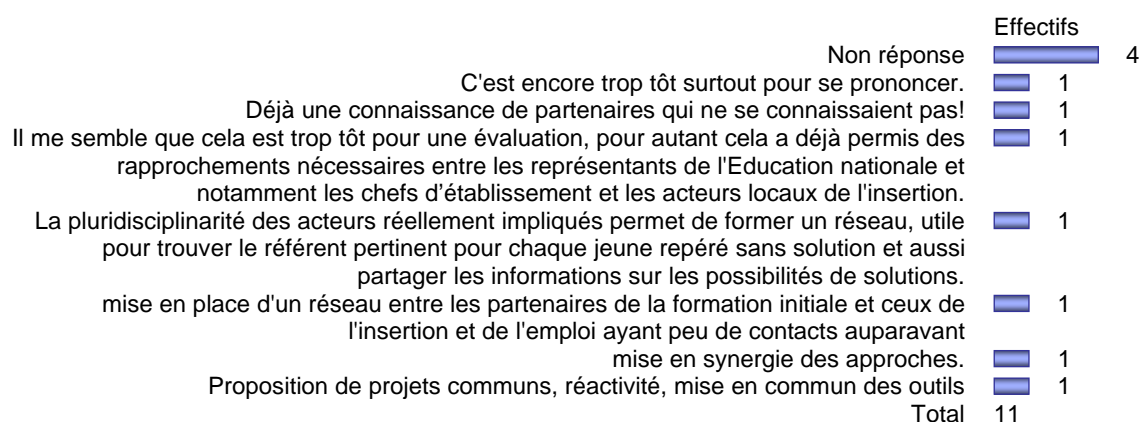 Effectifs
Non réponse 4
C'est encore trop tôt surtout pour se prononcer. 1
Déjà une connaissance de partenaires qui ne se connaissaient pas! 1
Il me semble que cela est trop tôt pour une évaluation, pour autant cela a déjà permis des 1
rapprochements nécessaires entre les représentants de l'Education nationale et
notamment les chefs d’établissement et les acteurs locaux de l'insertion.
La pluridisciplinarité des acteurs réellement impliqués permet de former un réseau, utile 1
pour trouver le référent pertinent pour chaque jeune repéré sans solution et aussi
partager les informations sur les possibilités de solutions.
mise en place d'un réseau entre les partenaires de la formation initiale et ceux de 1
l'insertion et de l'emploi ayant peu de contacts auparavant
mise en synergie des approches. 1
Proposition de projets communs, réactivité, mise en commun des outils 1
Total 11